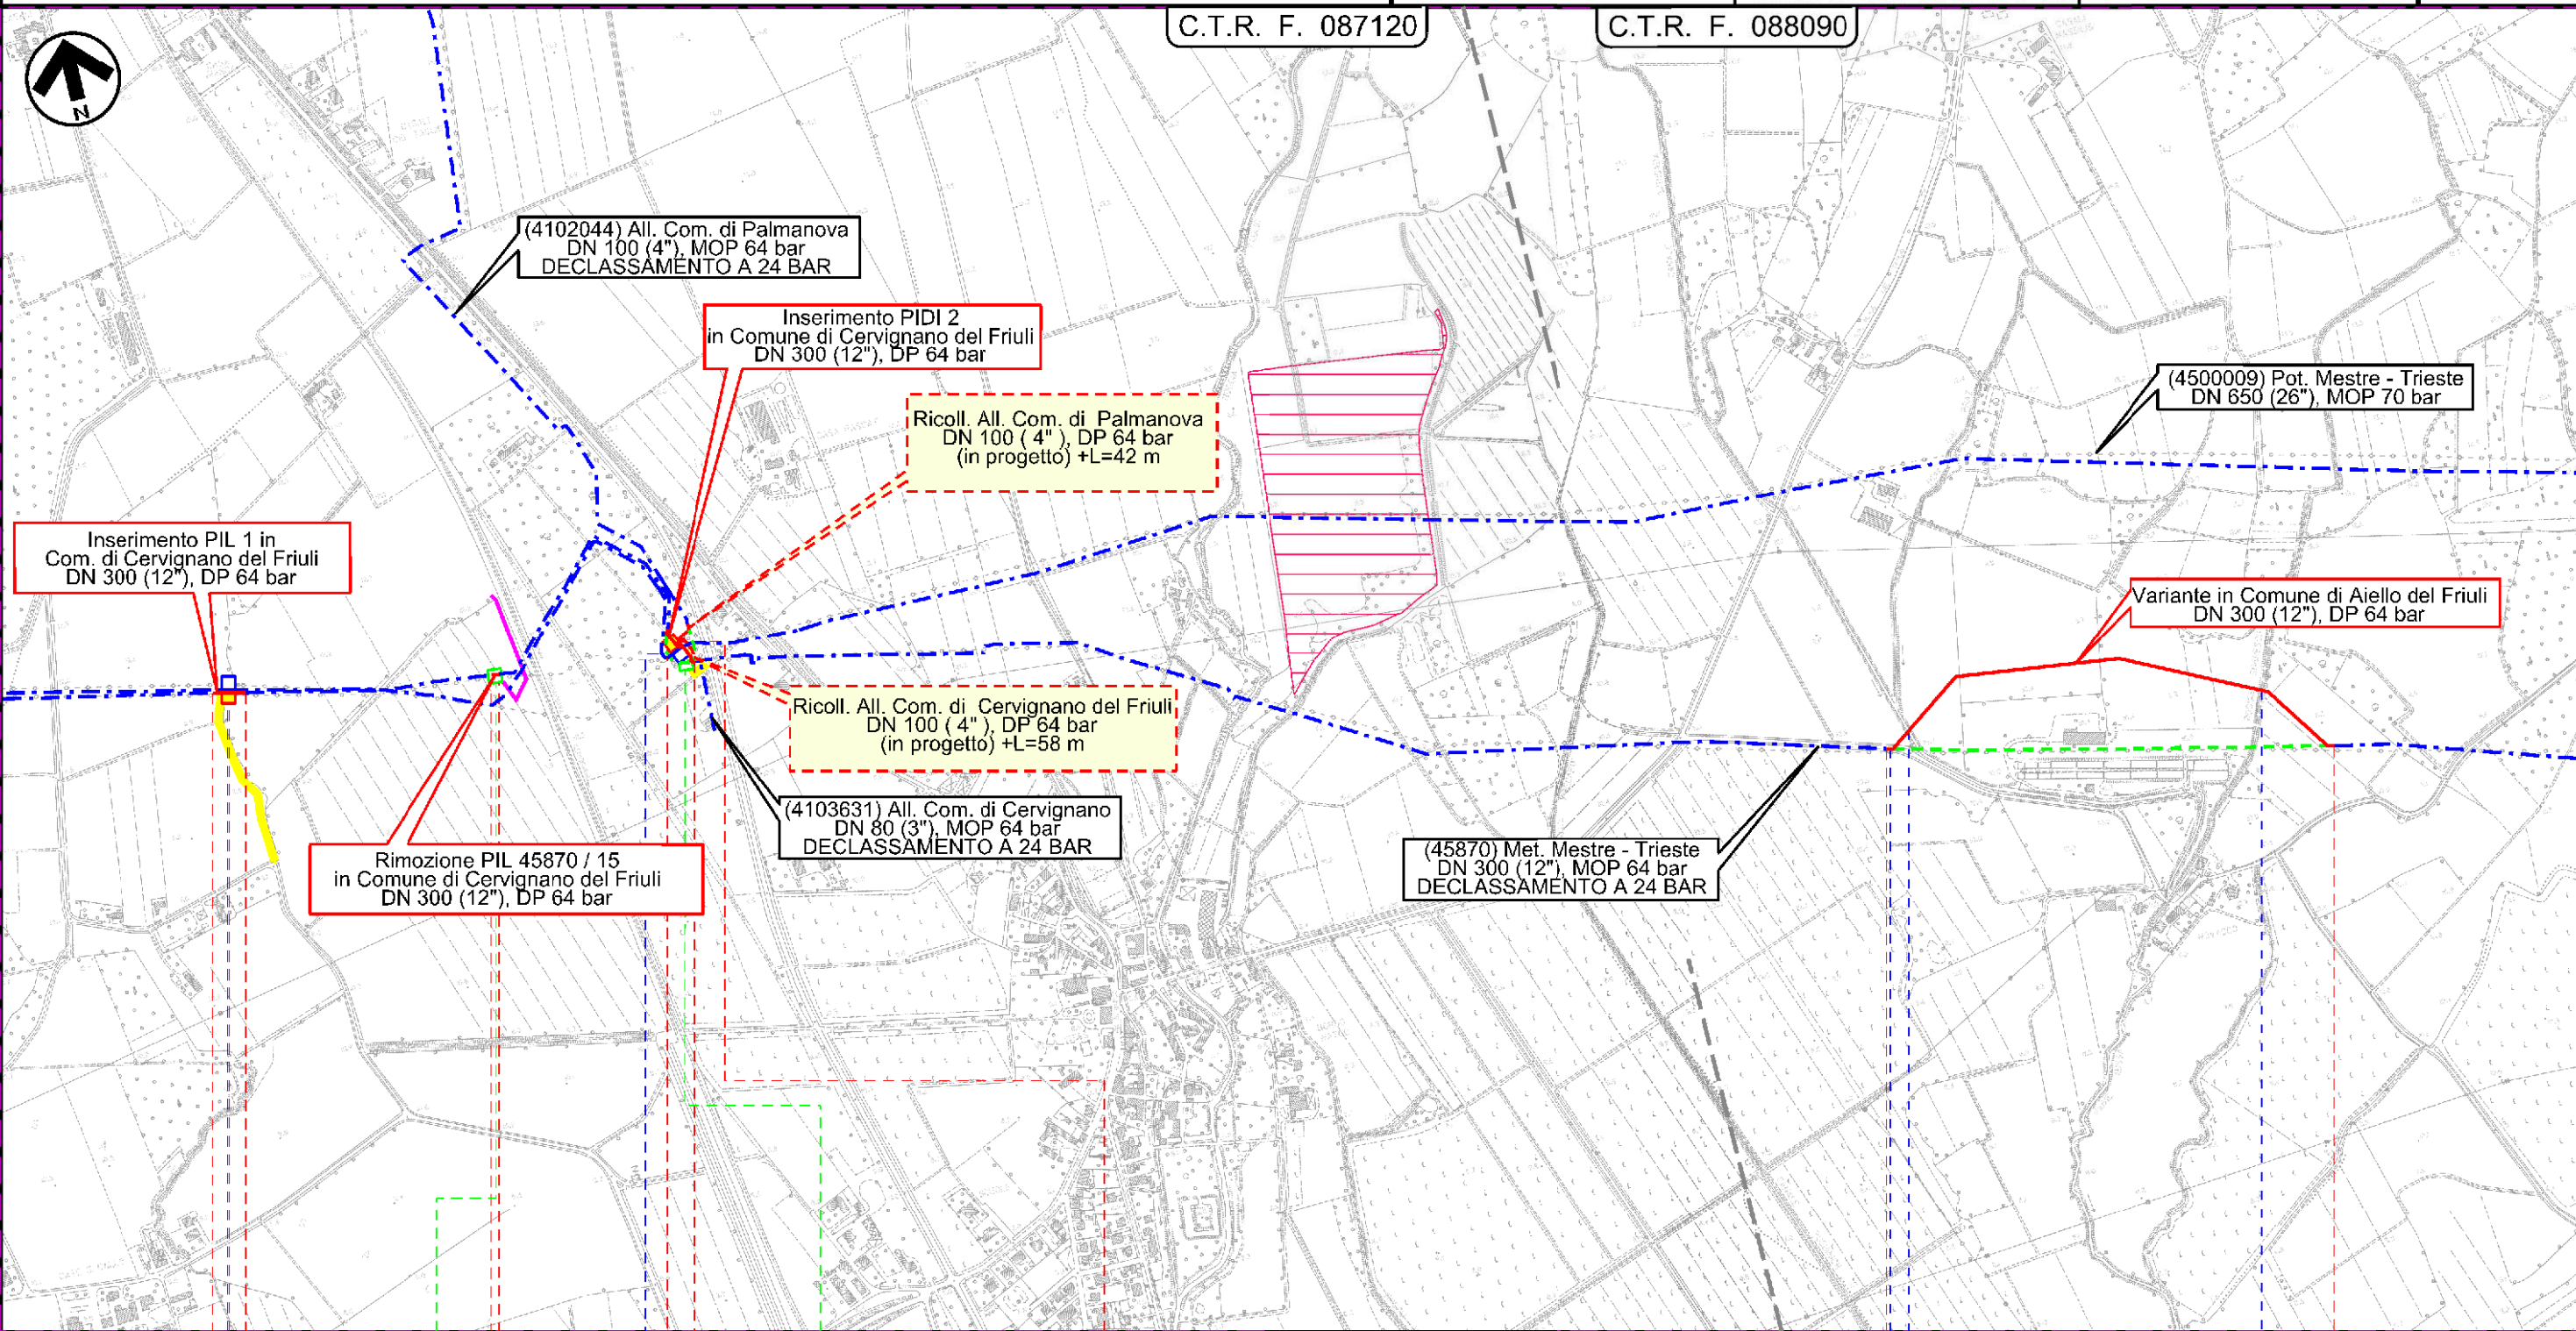 C.T.R. F. 087120
C.T.R. F. 088090
N
(4102044) All. Com. di Palmanova
DN 100 (4"), MOP 64 bar
DECLASSAMENTO A 24 BAR
Inserimento PIDI 2
in Comune di Cervignano del Friuli
DN 300 (12"), DP 64 bar
(4500009) Pot. Mestre - Trieste
DN 650 (26"), MOP 70 bar
Ricoll. All. Com. di Palmanova
DN 100 ( 4" ), DP 64 bar
(in progetto) +L=42 m
Inserimento PIL 1 in
Com. di Cervignano del Friuli
DN 300 (12"), DP 64 bar
Variante in Comune di Aiello del Friuli
DN 300 (12"), DP 64 bar
Ricoll. All. Com. di Cervignano del Friuli
DN 100 ( 4" ), DP 64 bar
(in progetto) +L=58 m
(4103631) All. Com. di Cervignano
DN 80 (3"), MOP 64 bar
DECLASSAMENTO A 24 BAR
Rimozione PIL 45870 / 15
in Comune di Cervignano del Friuli
DN 300 (12"), DP 64 bar
(45870) Met. Mestre - Trieste
DN 300 (12"), MOP 64 bar
DECLASSAMENTO A 24 BAR